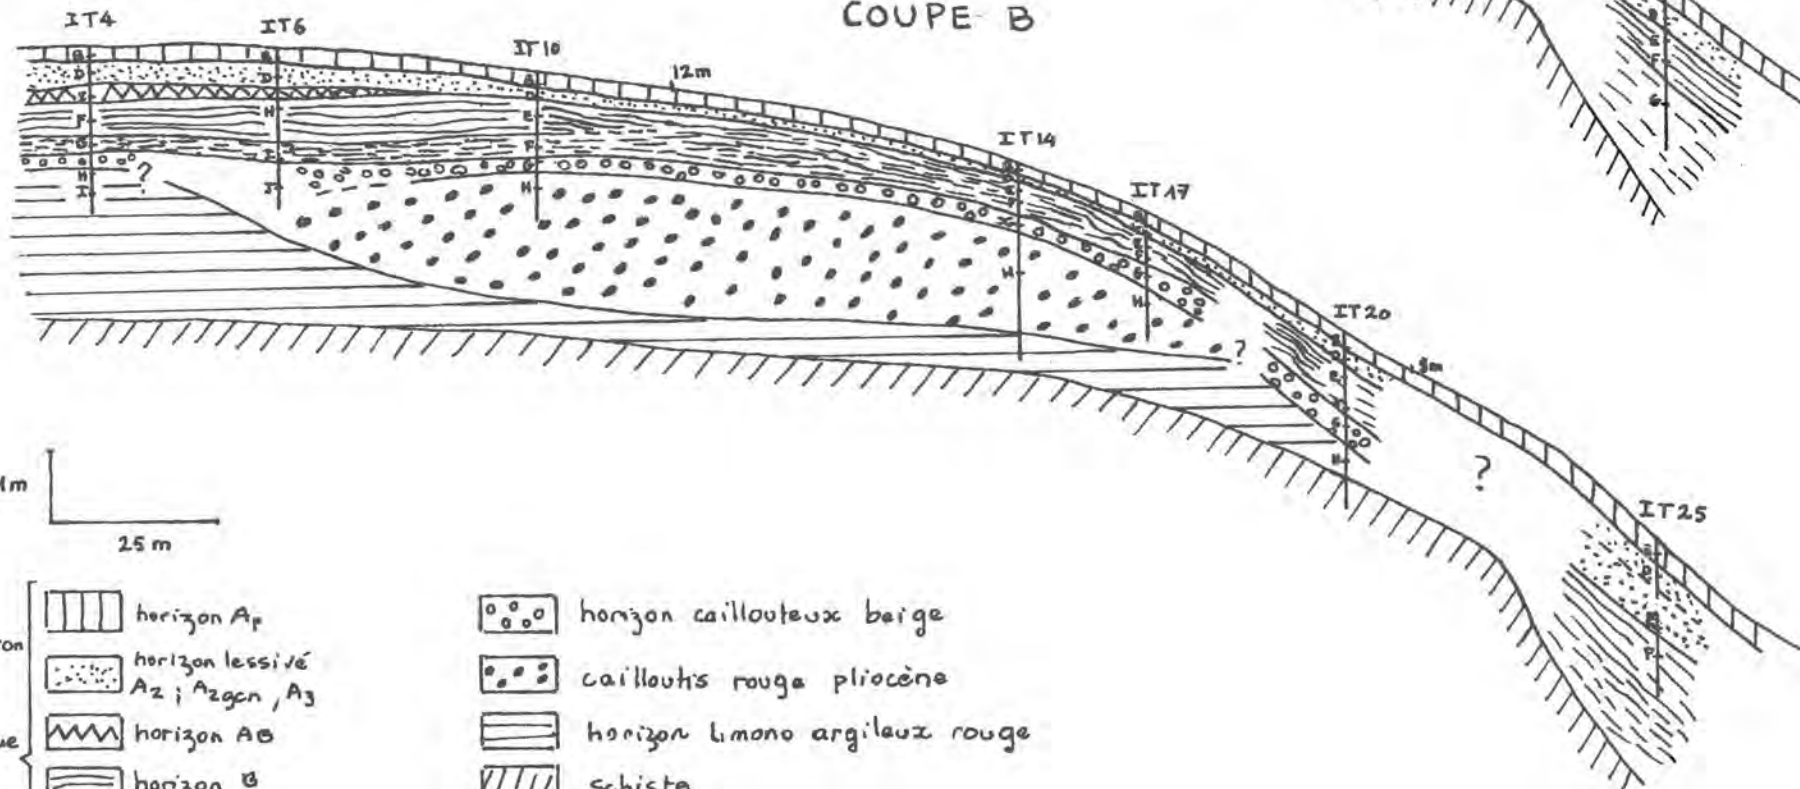 COUPE B
IT4
IT6
IT10
12m
IT14
IT17
IT20
9m
IT25
1m
25 m
horizon Ap
horizon lessivé
A2 ; A2gcn , A3
horizon AB
horizon B
horizon caillouteux beige
cailloutis rouge pliocène
horizon limono argileux rouge
schiste